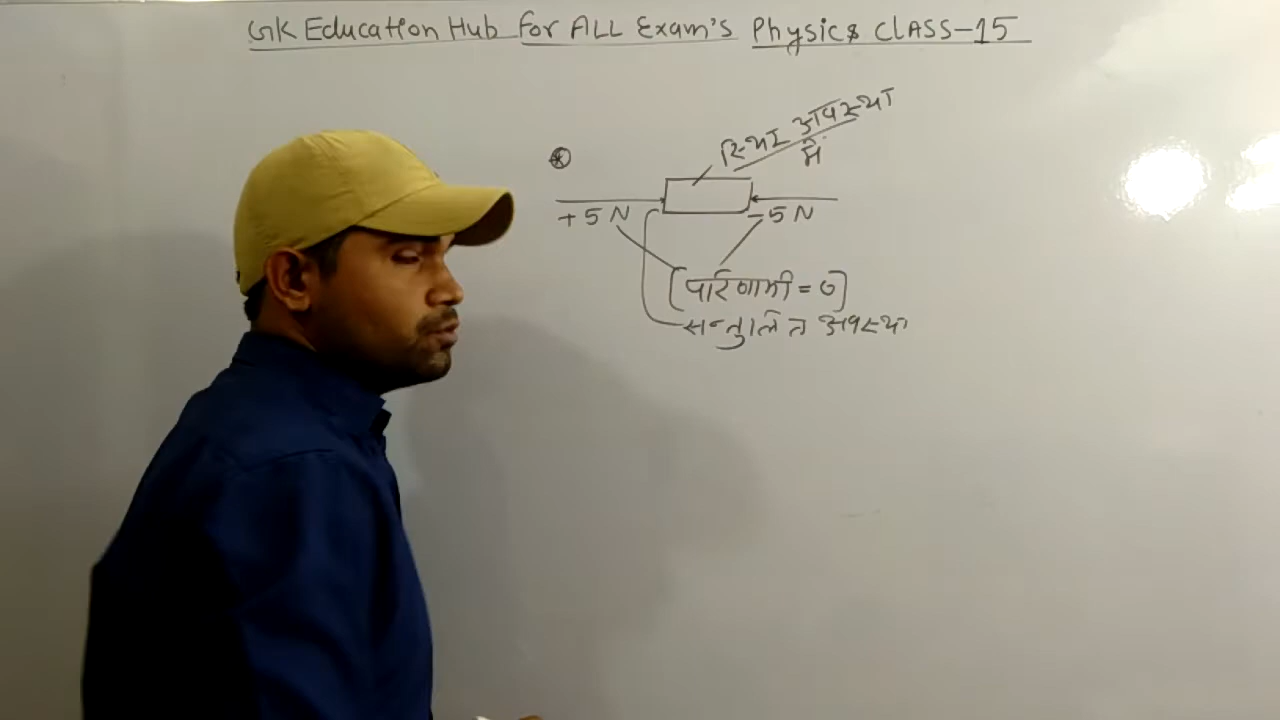 GK Education Hub For ALL Exam's Physics CLASS-15
स्थिर अवस्था
में
+5N -5N
[परिणामी = 0]
सन्तुलित अवस्था